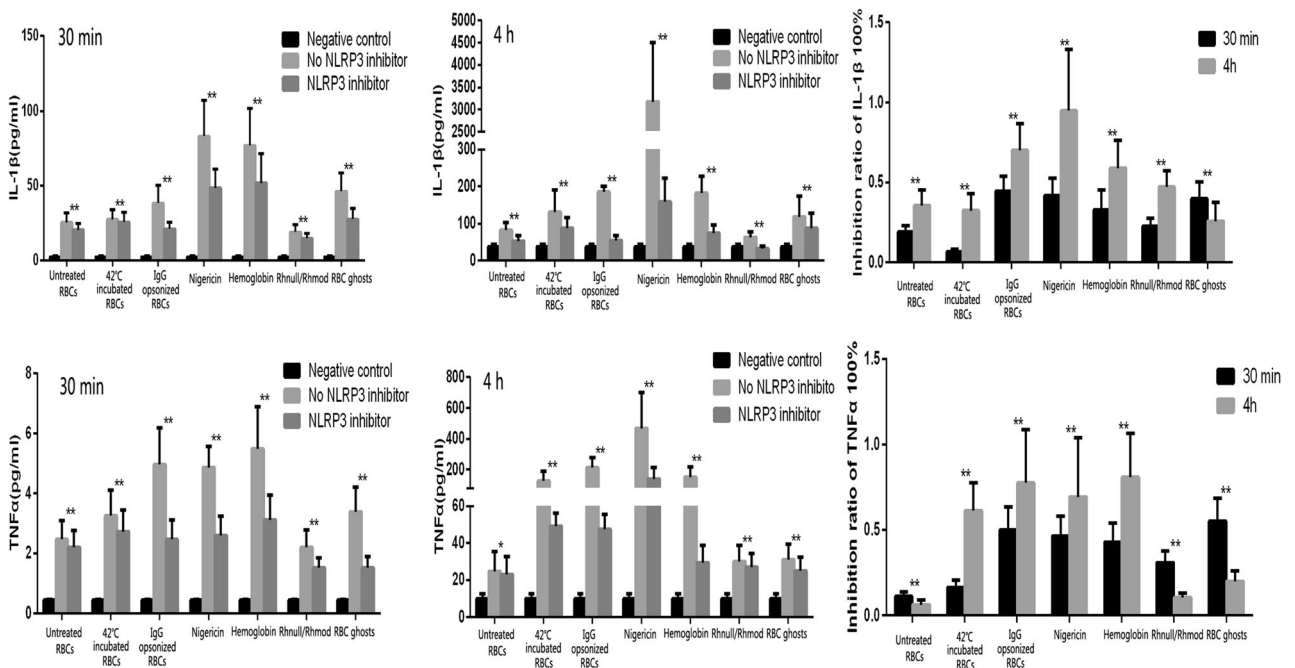 30 min
Negative control
No NLRP3 inhibitor
NLRP3 inhibitor
IL-1β(pg/ml)
150
100
50
0
** ** ** ** ** ** **
Untreated RBCs
42℃ incubated RBCs
IgG opsonized RBCs
Nigericin
Hemoglobin
Rhnull/Rhmod
RBC ghosts
4 h
Negative control
No NLRP3 inhibitor
NLRP3 inhibitor
IL-1β(pg/ml)
5000
4500
4000
3500
3000
2500
400
300
200
100
0
** ** ** ** ** ** **
Untreated RBCs
42℃ incubated RBCs
IgG opsonized RBCs
Nigericin
Hemoglobin
Rhnull/Rhmod
RBC ghosts
30 min
4h
Inhibition ratio of IL-1β 100%
1.5
1.0
0.5
0.0
** ** ** ** ** ** **
Untreated RBCs
42℃ incubated RBCs
IgG opsonized RBCs
Nigericin
Hemoglobin
Rhnull/Rhmod
RBC ghosts
30 min
Negative control
No NLRP3 inhibitor
NLRP3 inhibitor
TNFα(pg/ml)
8
6
4
2
0
** ** ** ** ** ** **
Untreated RBCs
42℃ incubated RBCs
IgG opsonized RBCs
Nigericin
Hemoglobin
Rhnull/Rhmod
RBC ghosts
4 h
Negative control
No NLRP3 inhibito
NLRP3 inhibitor
TNFα(pg/ml)
800
600
400
200
60
40
20
0
* ** ** ** ** ** **
Untreated RBCs
42℃ incubated RBCs
IgG opsonized RBCs
Nigericin
Hemoglobin
Rhnull/Rhmod
RBC ghosts
30 min
4h
Inhibition ratio of TNFα 100%
1.5
1.0
0.5
0.0
** ** ** ** ** ** **
Untreated RBCs
42℃ incubated RBCs
IgG opsonized RBCs
Nigericin
Hemoglobin
Rhnull/Rhmod
RBC ghosts